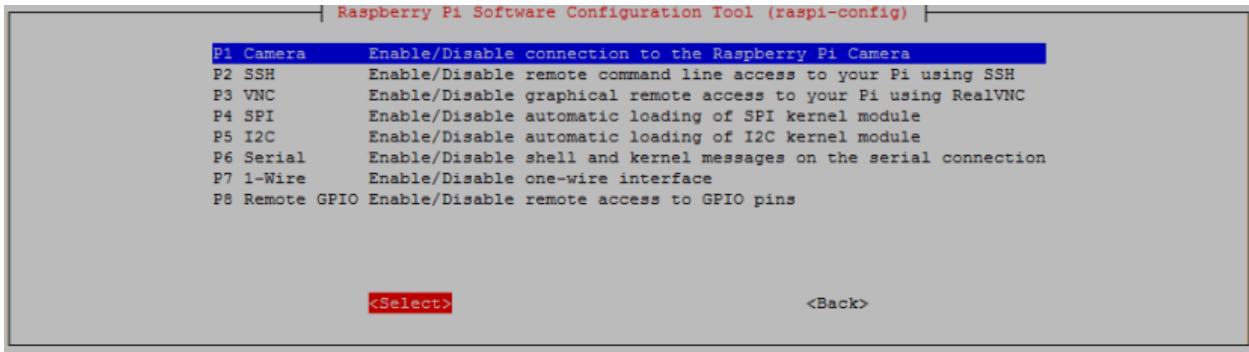 Raspberry Pi Software Configuration Tool (raspi-config)
P1 Camera Enable/Disable connection to the Raspberry Pi Camera
P2 SSH Enable/Disable remote command line access to your Pi using SSH
P3 VNC Enable/Disable graphical remote access to your Pi using RealVNC
P4 SPI Enable/Disable automatic loading of SPI kernel module
P5 I2C Enable/Disable automatic loading of I2C kernel module
P6 Serial Enable/Disable shell and kernel messages on the serial connection
P7 1-Wire Enable/Disable one-wire interface
P8 Remote GPIO Enable/Disable remote access to GPIO pins
<Select> <Back>